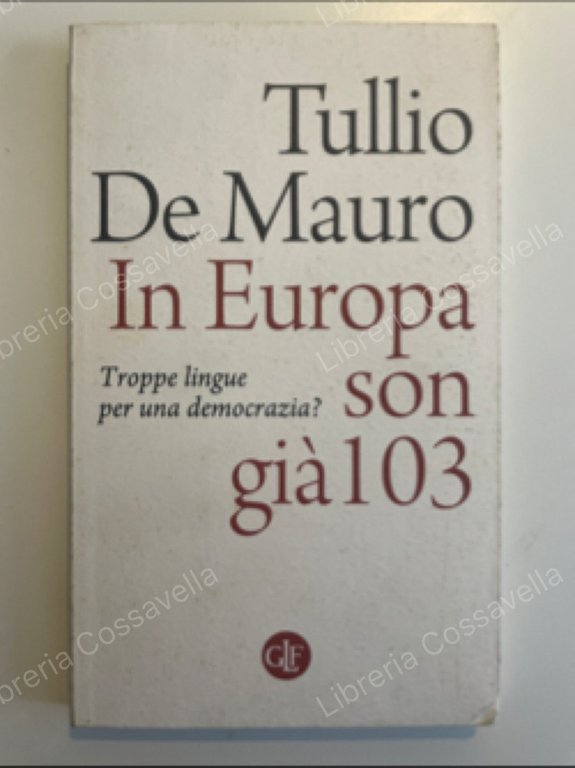 Tullio
De Mauro
In Europa
son
già 103
Troppe lingue
per una democrazia?
GLF
Libreria Cossavella
Libreria Cossavella
Libreria Cossavella
Libreria Cossavella